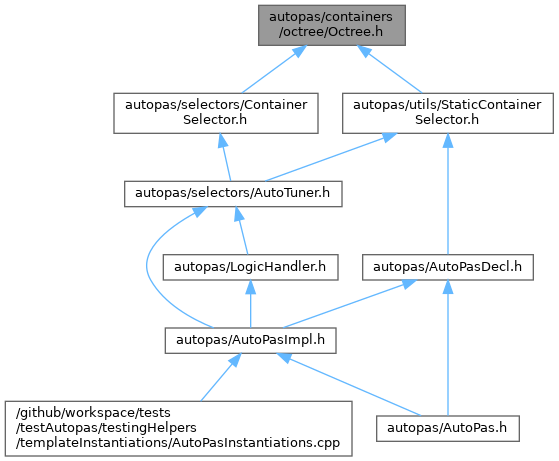 autopas/containers
/octree/Octree.h
autopas/selectors/Container
Selector.h
autopas/utils/StaticContainer
Selector.h
autopas/selectors/AutoTuner.h
autopas/LogicHandler.h
autopas/AutoPasDecl.h
autopas/AutoPasImpl.h
/github/workspace/tests
/testAutopas/testingHelpers
/templateInstantiations/AutoPasInstantiations.cpp
autopas/AutoPas.h